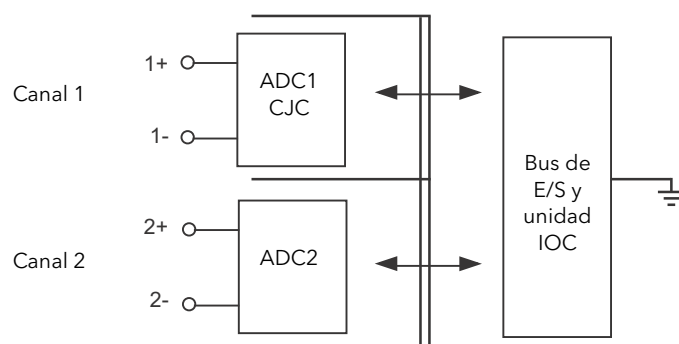 Canal 1
1+
1-
ADC1
CJC
Bus de
E/S y
unidad
IOC
Canal 2
2+
2-
ADC2